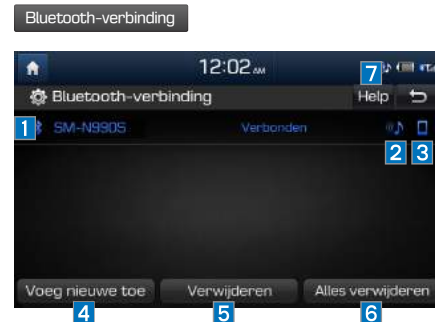 Bluetooth-verbinding
12:02 AM
7
Bluetooth-verbinding Help
1 SM-N990S Verbonden
2 3
Voeg nieuwe toe Verwijderen Alles verwijderen
4 5 6